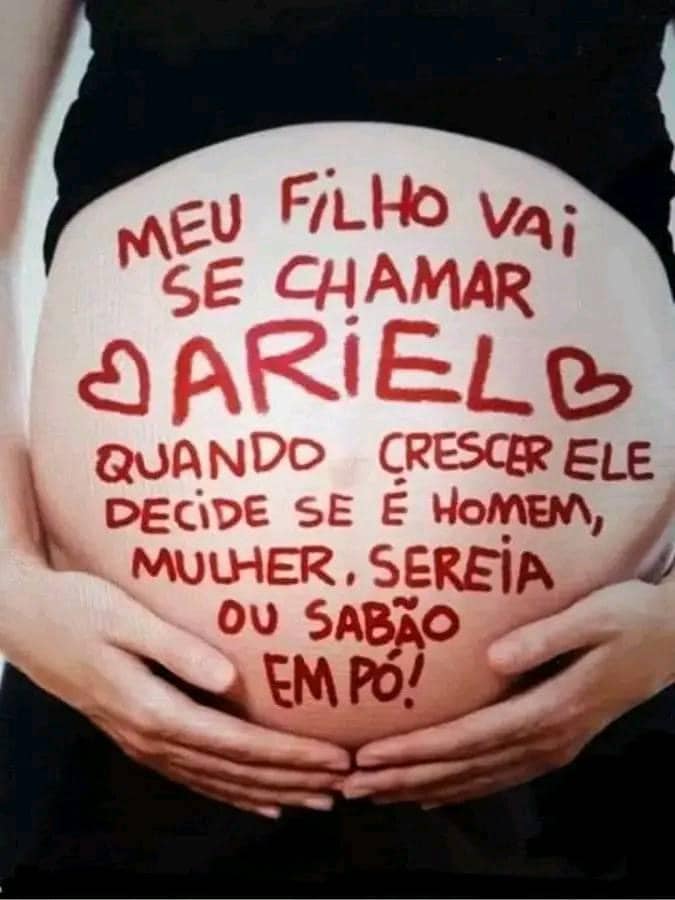 MEU FiLHO VAi
SE CHAMAR
ARiEL
QUANDO CRESCER ELE
DECiDE SE É HOMEM,
MULHER, SEREiA
OU SABÃO
EM PÓ!